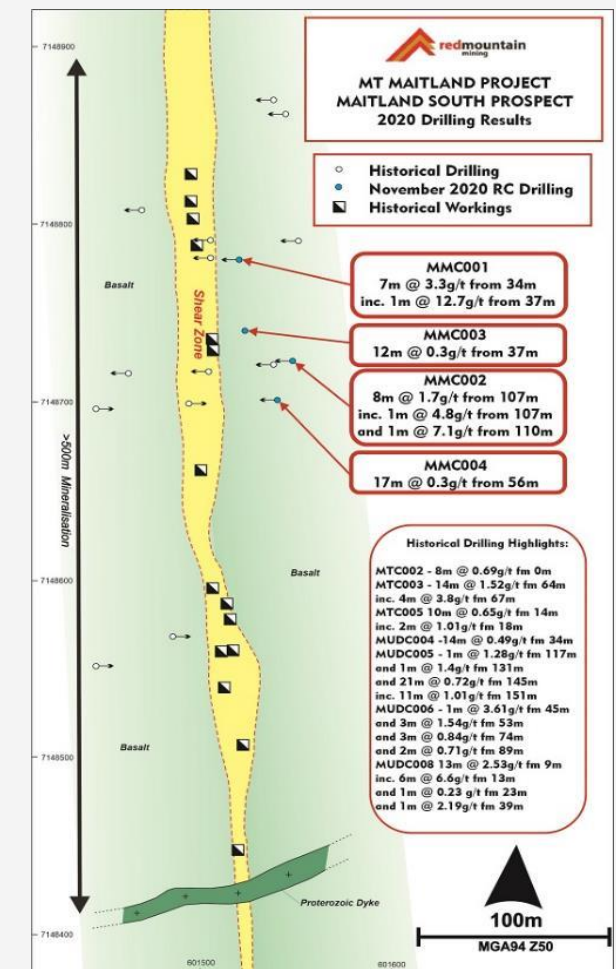 redmountain
mining
MT MAITLAND PROJECT
MAITLAND SOUTH PROSPECT
2020 Drilling Results
Historical Drilling
November 2020 RC Drilling
Historical Workings
7148900
7148800
7148700
7148600
7148500
7148400
>500m Mineralisation
Basalt
Shear Zone
Basalt
Basalt
Proterozoic Dyke
MMC001
7m @ 3.3g/t from 34m
inc. 1m @ 12.7g/t from 37m
MMC003
12m @ 0.3g/t from 37m
MMC002
8m @ 1.7g/t from 107m
inc. 1m @ 4.8g/t from 107m
and 1m @ 7.1g/t from 110m
MMC004
17m @ 0.3g/t from 56m
Historical Drilling Highlights:
MTC002 - 8m @ 0.69g/t fm 0m
MTC003 - 14m @ 1.52g/t fm 64m
inc. 4m @ 3.8g/t fm 67m
MTC005 10m @ 0.65g/t fm 14m
inc. 2m @ 1.01g/t fm 18m
MUDC004 -14m @ 0.49g/t fm 34m
MUDC005 - 1m @ 1.28g/t fm 117m
and 1m @ 1.4g/t fm 131m
and 21m @ 0.72g/t fm 145m
inc. 11m @ 1.01g/t fm 151m
MUDC006 - 1m @ 3.61g/t fm 45m
and 3m @ 1.54g/t fm 53m
and 3m @ 0.84g/t fm 74m
and 2m @ 0.71g/t fm 89m
MUDC008 13m @ 2.53g/t fm 9m
inc. 6m @ 6.6g/t fm 13m
and 1m @ 0.23 g/t fm 23m
and 1m @ 2.19g/t fm 39m
100m
MGA94 Z50
601500
601600